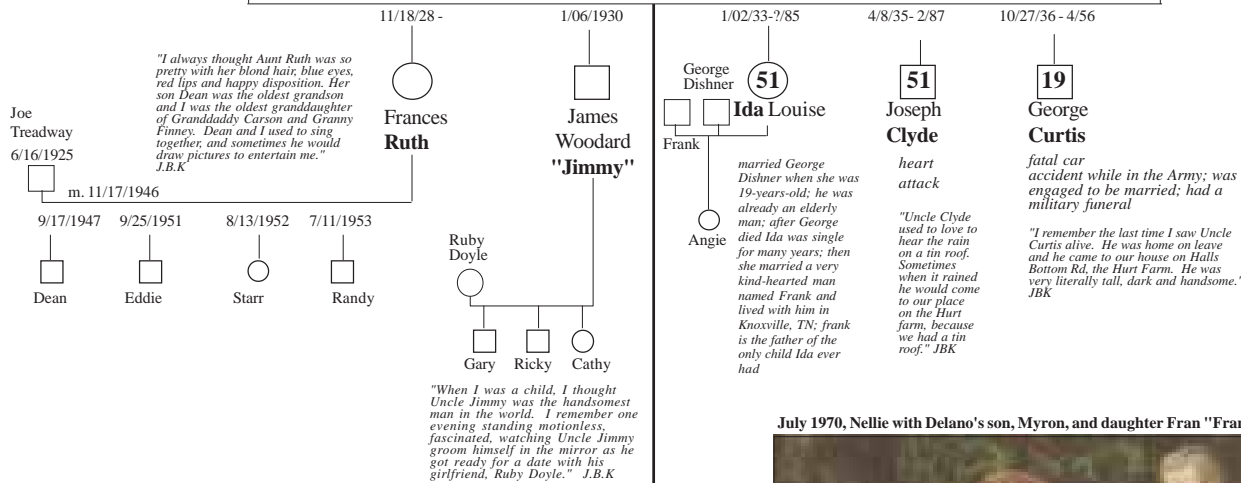 11/18/28 -
1/06/1930
1/02/33-?/85
4/8/35- 2/87
10/27/36 - 4/56
"I always thought Aunt Ruth was so
pretty with her blond hair, blue eyes,
red lips and happy disposition. Her
son Dean was the oldest grandson
and I was the oldest granddaughter
of Granddaddy Carson and Granny
Finney.  Dean and I used to sing
together, and sometimes he would
draw pictures to entertain me."
J.B.K
Joe
Treadway
6/16/1925
m. 11/17/1946
Frances
Ruth
9/17/1947
9/25/1951
8/13/1952
7/11/1953
Dean
Eddie
Starr
Randy
James
Woodard
"Jimmy"
Ruby
Doyle
Gary
Ricky
Cathy
"When I was a child, I thought
Uncle Jimmy was the handsomest
man in the world.  I remember one
evening standing motionless,
fascinated, watching Uncle Jimmy
groom himself in the mirror as he
got ready for a date with his
girlfriend, Ruby Doyle."  J.B.K
George
Dishner
51
Ida Louise
Frank
Angie
married George
Dishner when she was
19-years-old; he was
already an elderly
man; after George
died Ida was single
for many years; then
she married a very
kind-hearted man
named Frank and
lived with him in
Knoxville, TN; frank
is the father of the
only child Ida ever
had
51
Joseph
Clyde
heart
attack
"Uncle Clyde
used to love to
hear the rain
on a tin roof.
Sometimes
when it rained
he would come
to our place
on the Hurt
farm, because
we had a tin
roof." JBK
19
George
Curtis
fatal car
accident while in the Army; was
engaged to be married; had a
military funeral
"I remember the last time I saw Uncle
Curtis alive.  He was home on leave
and he came to our house on Halls
Bottom Rd, the Hurt Farm.  He was
very literally tall, dark and handsome."
JBK
July 1970, Nellie with Delano's son, Myron, and daughter Fran "Fran